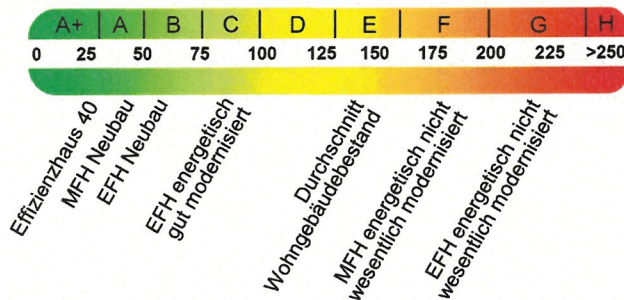 A+ A B C D E F G H
0 25 50 75 100 125 150 175 200 225 >250
Effizienzhaus 40
MFH Neubau
EFH Neubau
EFH energetisch
gut modernisiert
Durchschnitt
Wohngebäudebestand
MFH energetisch nicht
wesentlich modernisiert
EFH energetisch nicht
wesentlich modernisiert